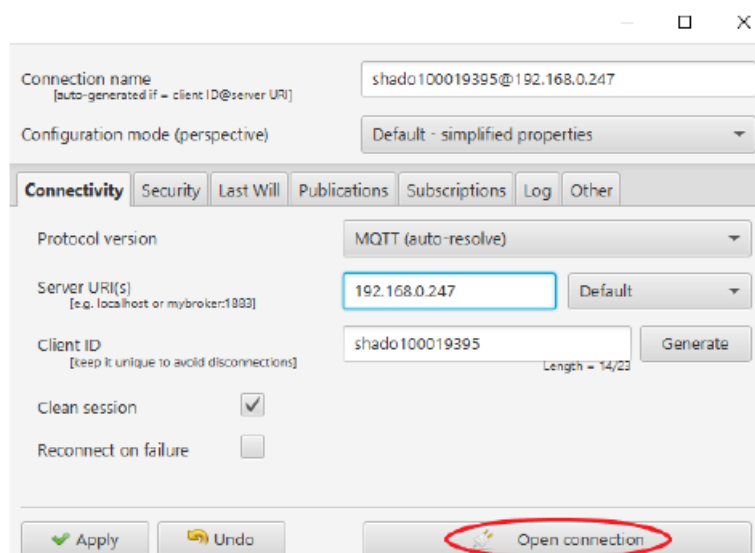 Connection name
[auto-generated if = client ID@server URI]
shado100019395@192.168.0.247
Configuration mode (perspective)
Default - simplified properties
Connectivity Security Last Will Publications Subscriptions Log Other
Protocol version
MQTT (auto-resolve)
Server URI(s)
[e.g. localhost or mybroker:1883]
192.168.0.247
Default
Client ID
[keep it unique to avoid disconnections]
shado100019395
Generate
Length = 14/23
Clean session
Reconnect on failure
Apply Undo Open connection